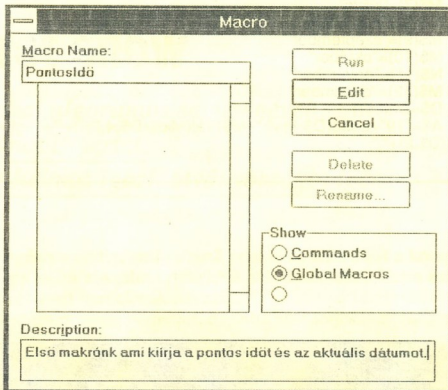 Macro
Macro Name:
PontosIdö
Run
Edit
Cancel
Delete
Rename...
Show
Commands
Global Macros
Description:
Elsö makrónk ami kiirja a pontos idöt és az aktuális dátumot.